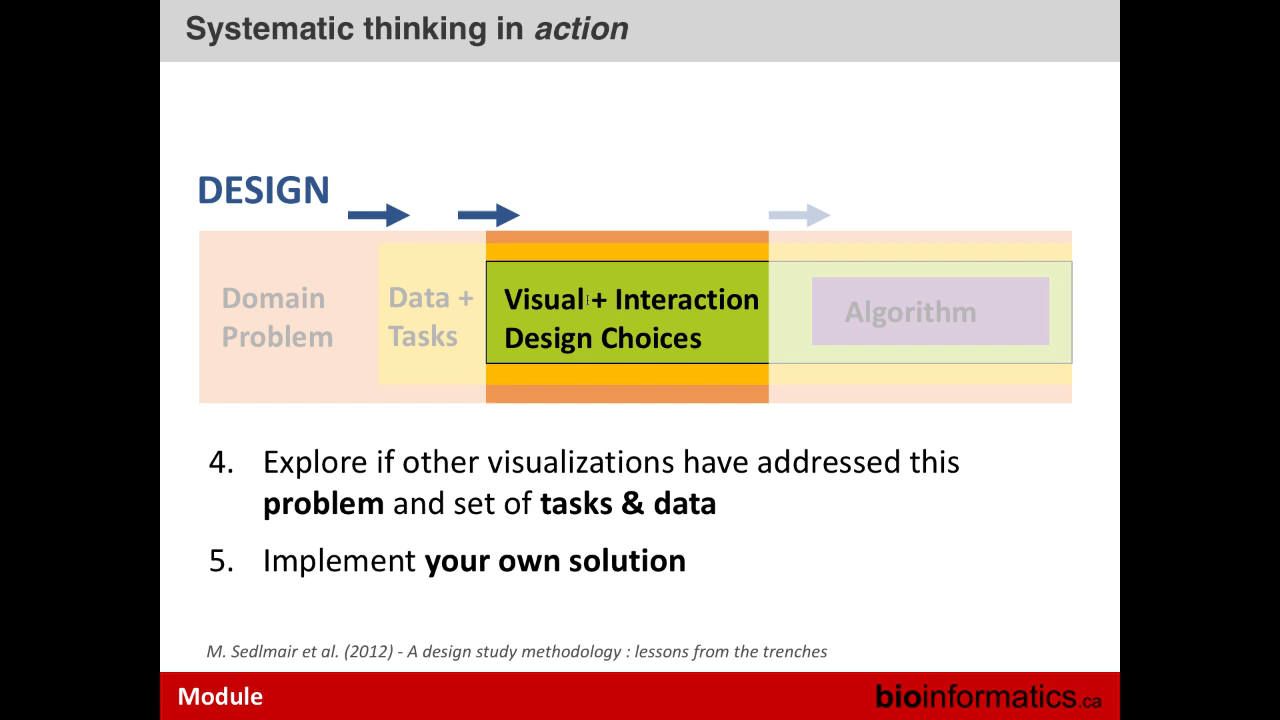 Systematic thinking in action
DESIGN
Domain
Problem
Data +
Tasks
Visual + Interaction
Design Choices
Algorithm
4. Explore if other visualizations have addressed this
problem and set of tasks & data
5. Implement your own solution
M. Sedlmair et al. (2012) - A design study methodology : lessons from the trenches
Module
bioinformatics.ca